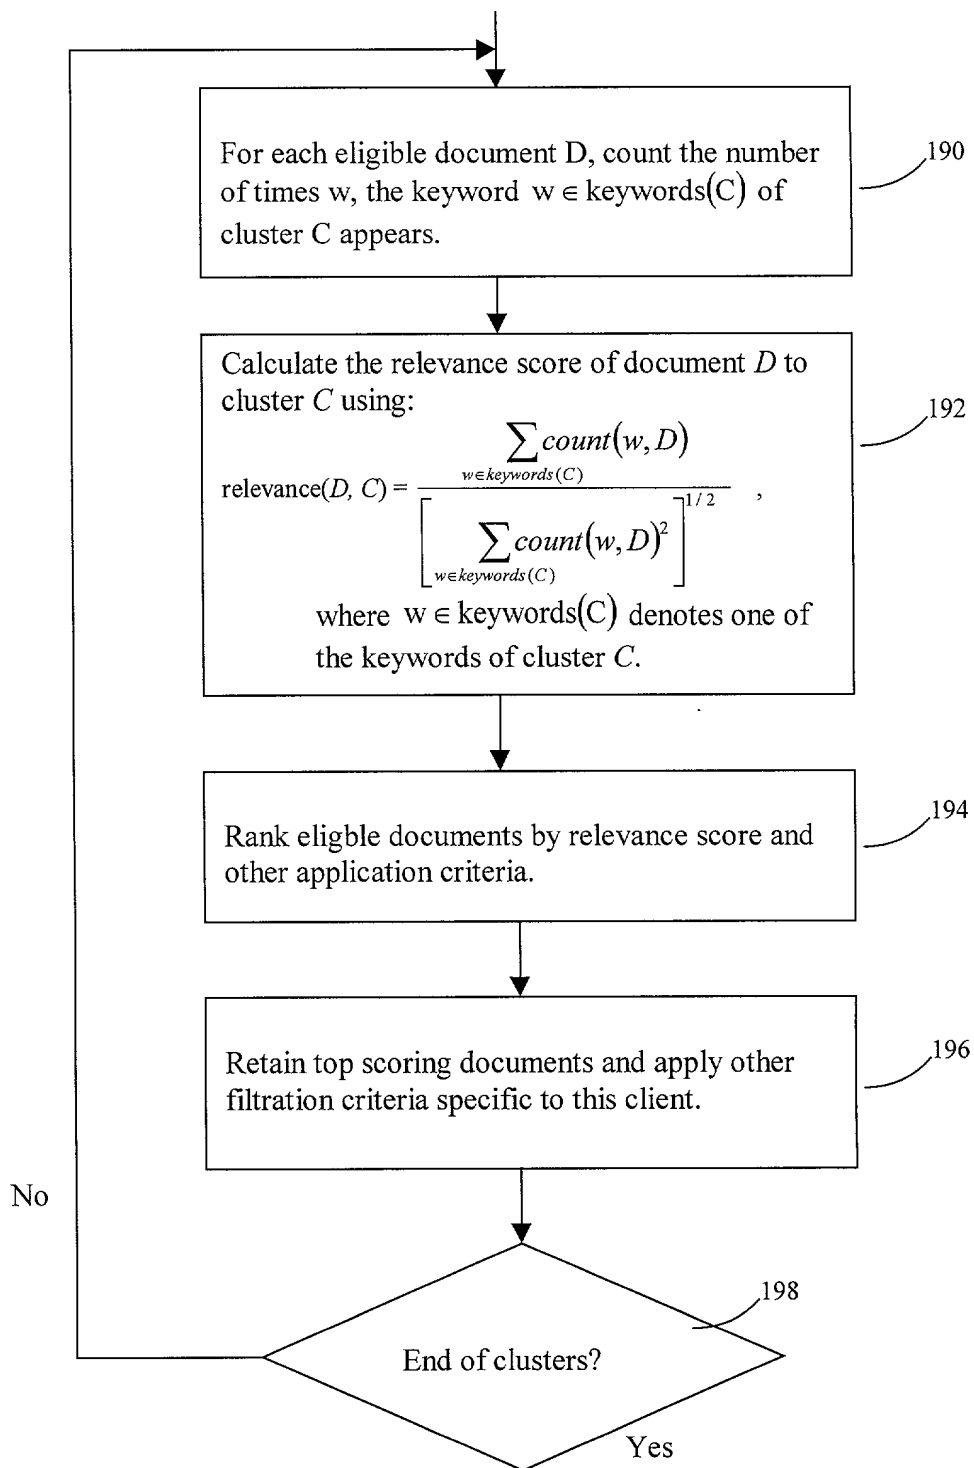 For each eligible document D, count the number
of times w, the keyword w ∈ keywords(C) of
cluster C appears.
190
Calculate the relevance score of document D to
cluster C using:
192
relevance(D, C) = ∑ count(w, D)
w∈keywords(C)
[ ∑ count(w, D)² ]^1/2 ,
w∈keywords(C)
where w ∈ keywords(C) denotes one of
the keywords of cluster C.
194
Rank eligble documents by relevance score and
other application criteria.
196
Retain top scoring documents and apply other
filtration criteria specific to this client.
No
198
End of clusters?
Yes